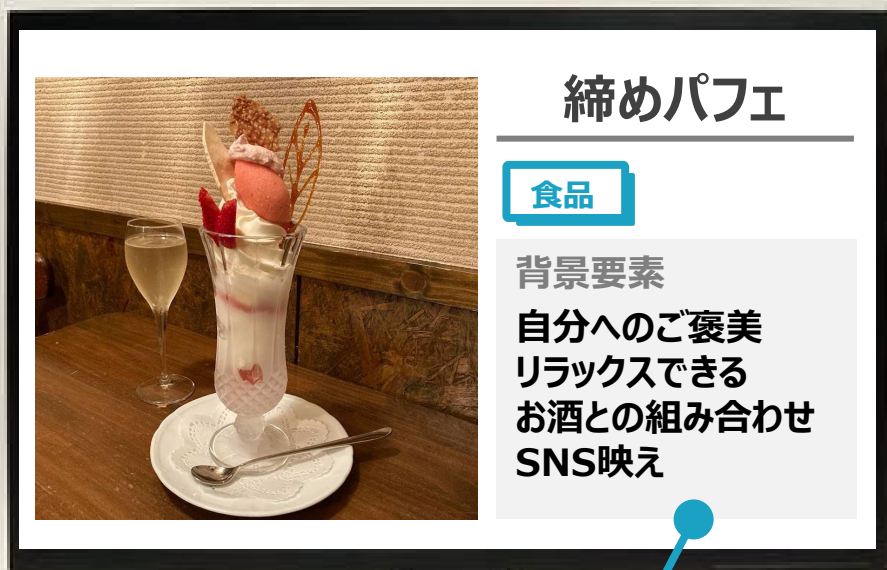 締めパフェ
食品
背景要素
自分へのご褒美
リラックスできる
お酒との組み合わせ
SNS映え